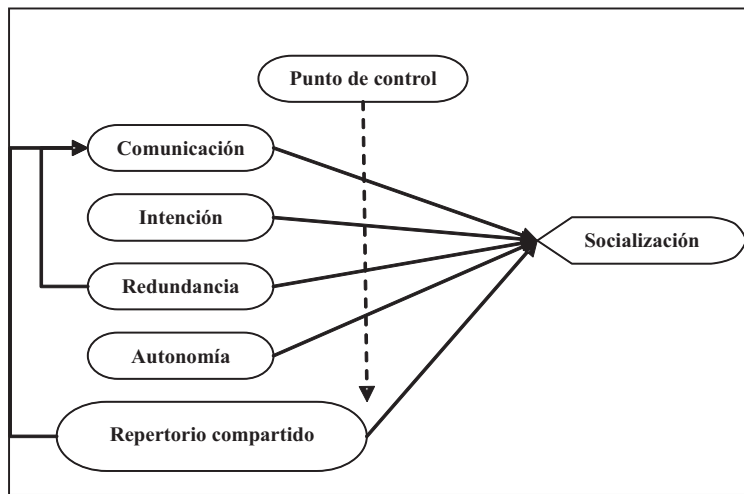 Punto de control
Comunicación
Intención
Socialización
Redundancia
Autonomía
Repertorio compartido